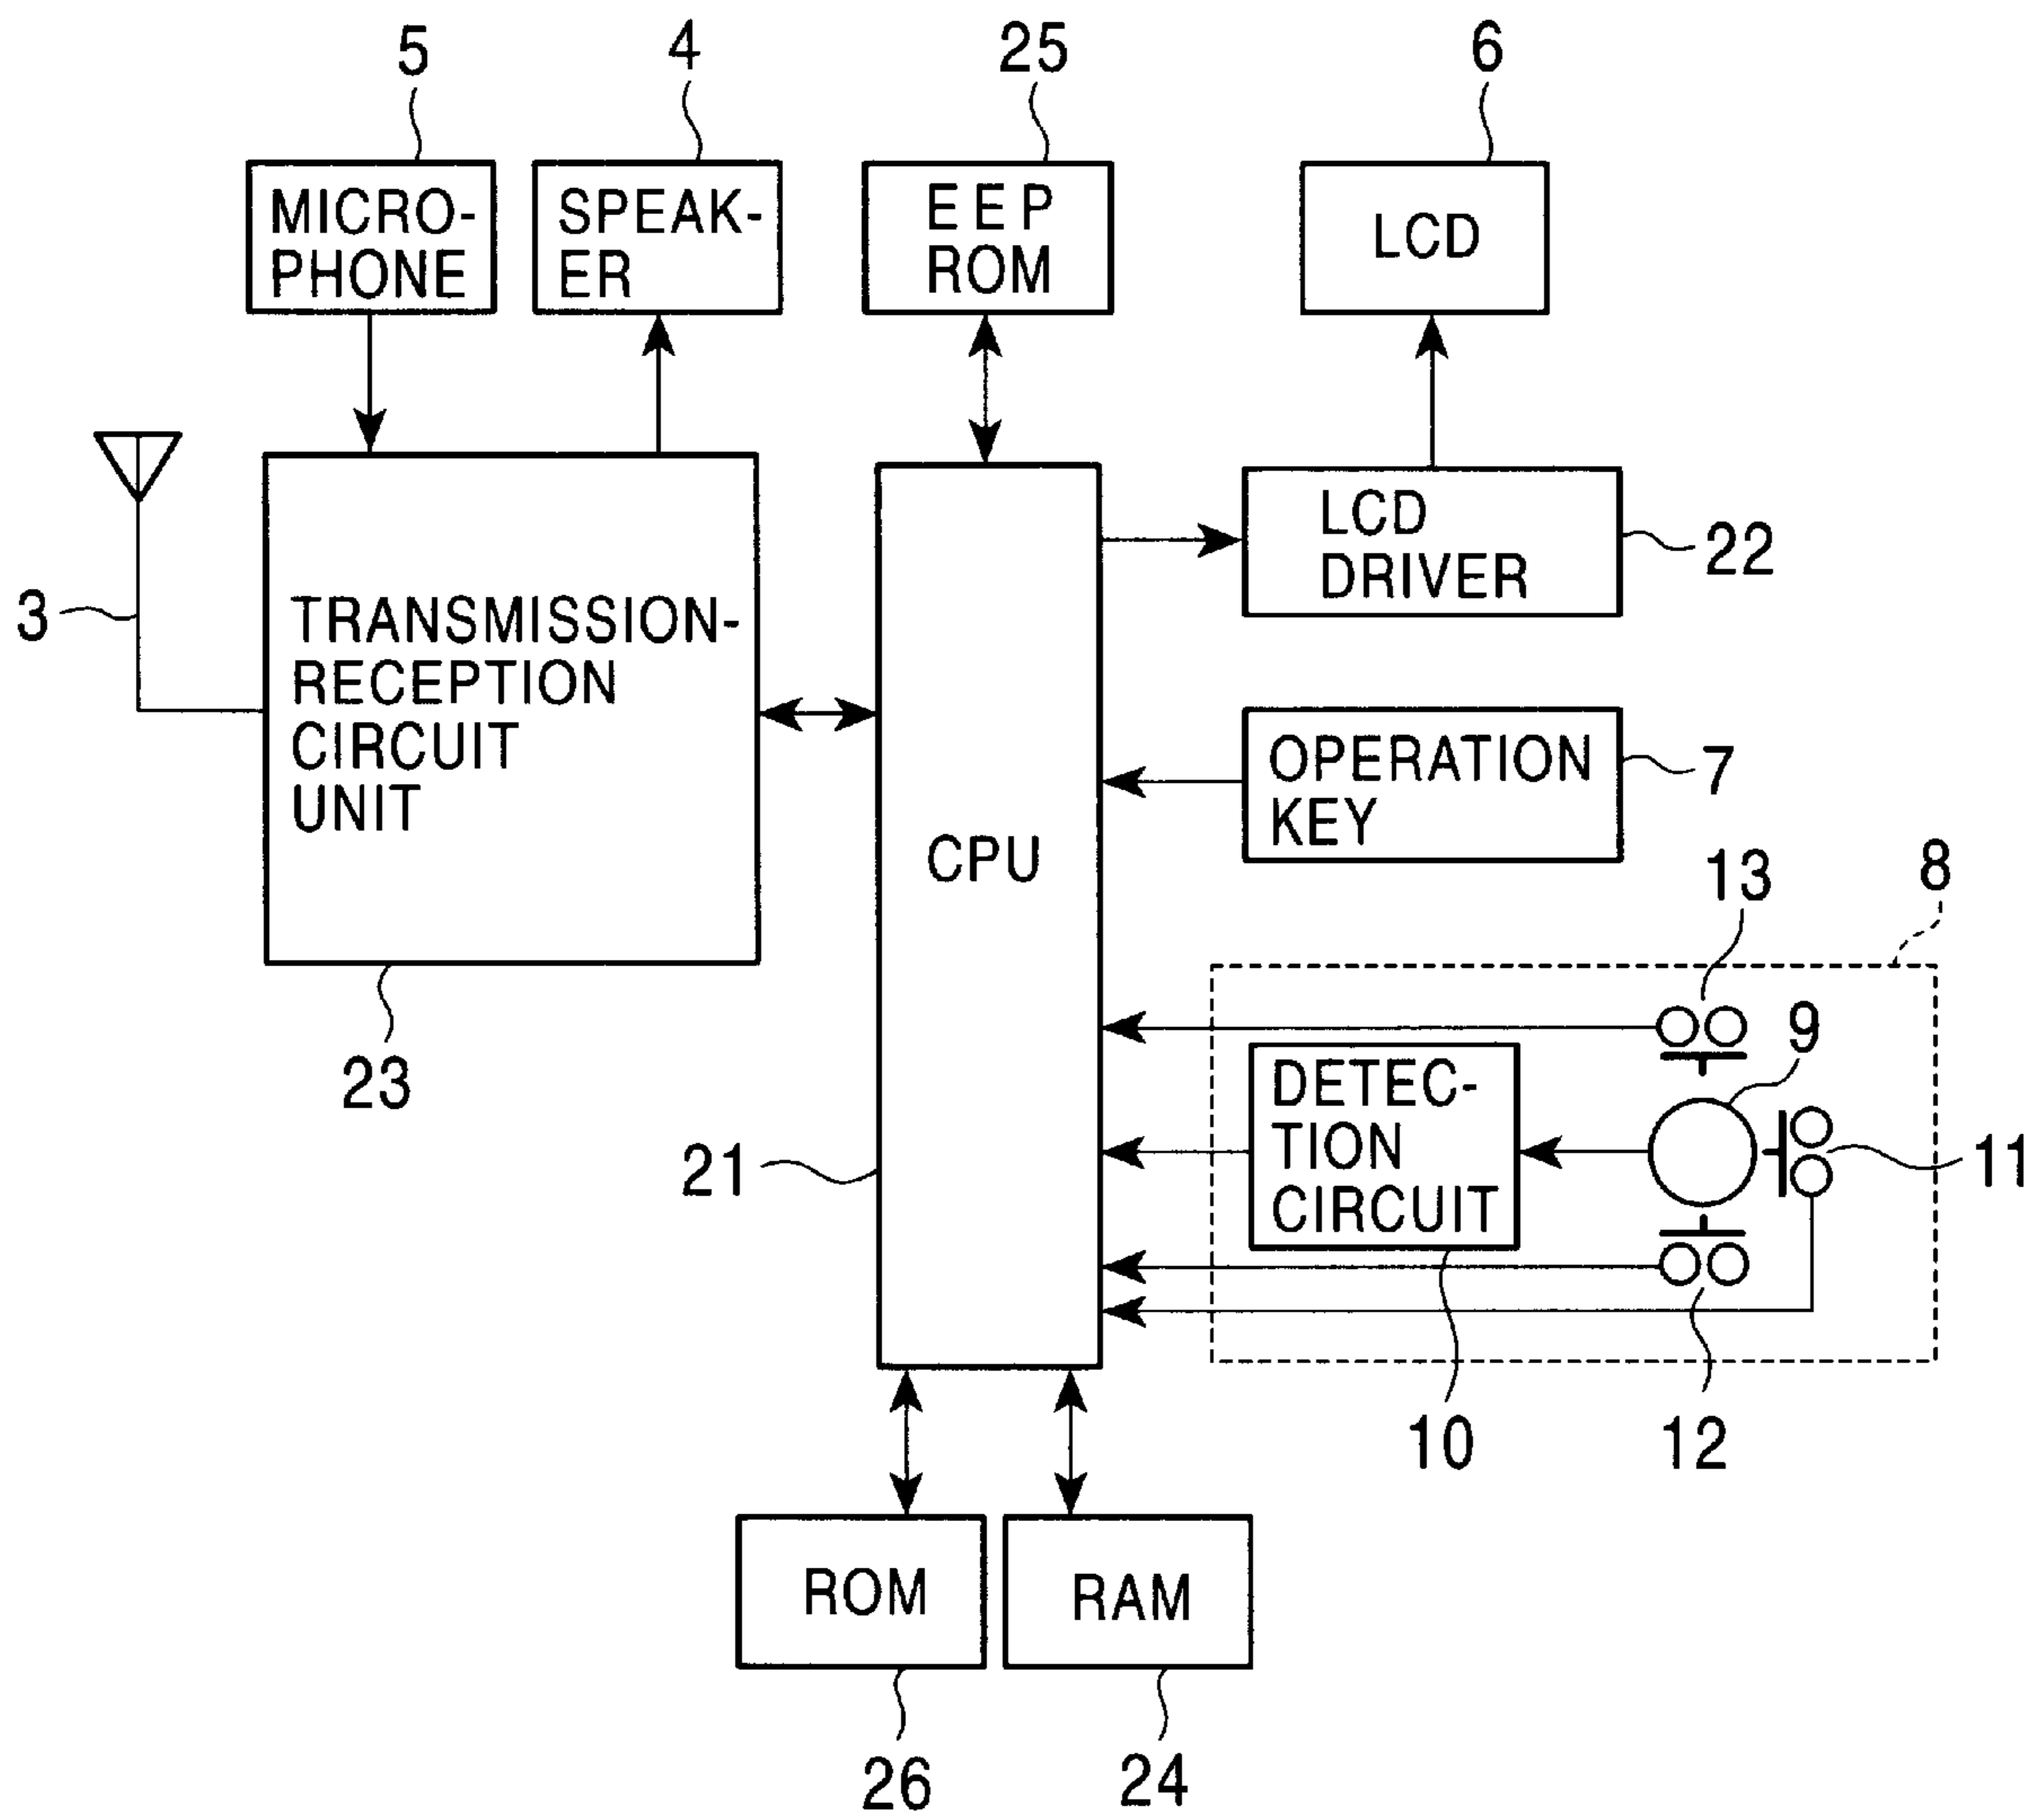 5
4
25
6
MICRO-
PHONE
SPEAK-
ER
EEP
ROM
LCD
3
TRANSMISSION-
RECEPTION
CIRCUIT
UNIT
23
CPU
21
LCD
DRIVER
22
OPERATION
KEY
7
8
13
9
DETEC-
TION
CIRCUIT
11
10
12
ROM
RAM
26
24